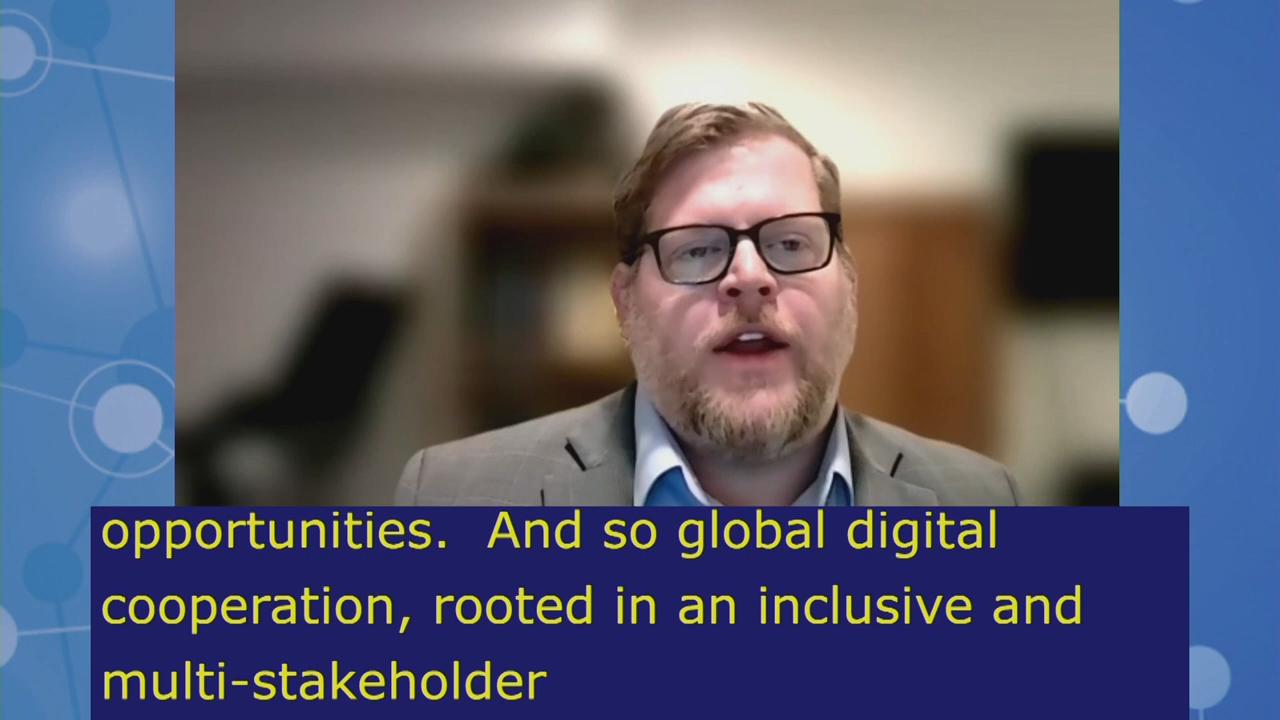 opportunities.  And so global digital
cooperation, rooted in an inclusive and
multi-stakeholder